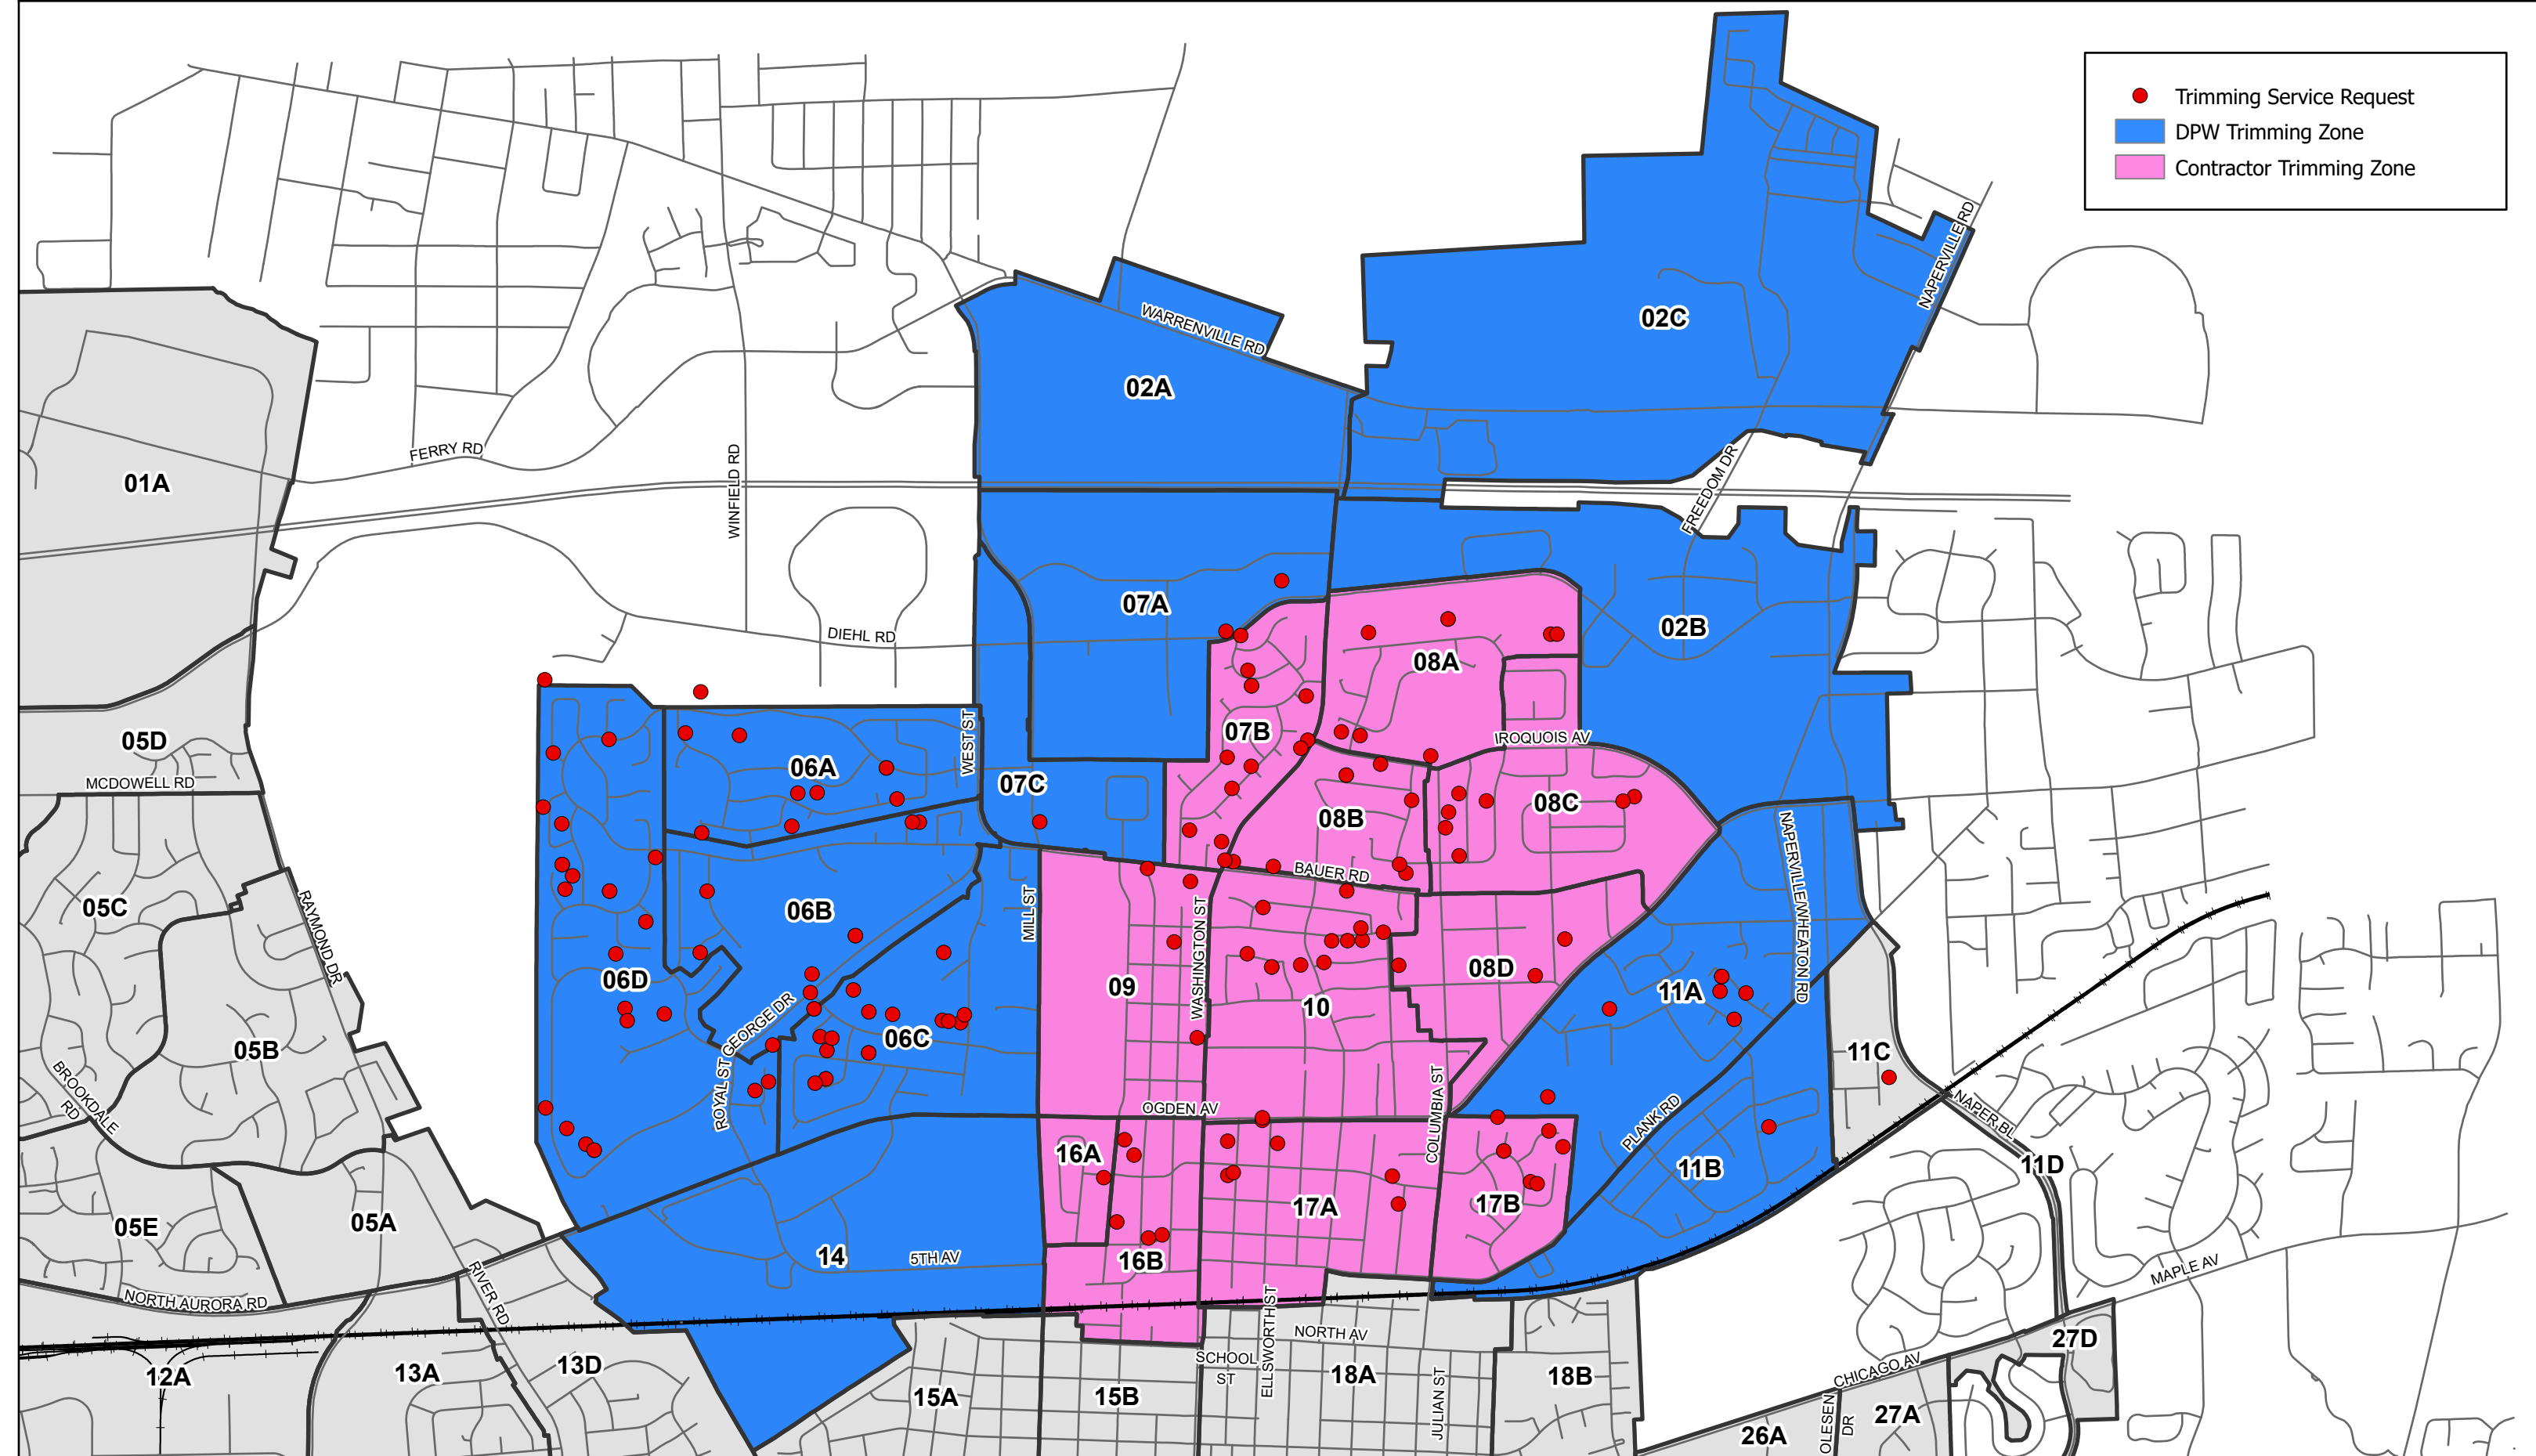 Trimming Service Request
DPW Trimming Zone
Contractor Trimming Zone
NAPERVILLE RD
WARRENVILLE RD
02C
02A
FERRY RD
WINFIELD RD
01A
FREEDOM DR
07A
DIEHL RD
02B
08A
05D
07B
WEST ST
IROQUOIS AV
MCDOWELL RD
06A
07C
08C
08B
NAPERVILLE/WHEATON RD
BAUER RD
05C
RAYMOND DR
06B
MILL ST
WASHINGTON ST
06D
09
08D
11A
10
GEORGE DR
06C
05B
11C
BROOKDALE
RD
ROYAL ST
OGDEN AV
COLUMBIA ST
PLANK RD
NAPER BL
16A
11D
11B
05E
05A
17A
17B
14
5TH AV
16B
MAPLE AV
NORTH AURORA RD
RIVER RD
ELLSWORTH ST
NORTH AV
27D
SCHOOL
ST
12A
13A
13D
18A
18B
CHICAGO AV
15A
15B
JULIAN ST
OLESEN
DR
27A
26A